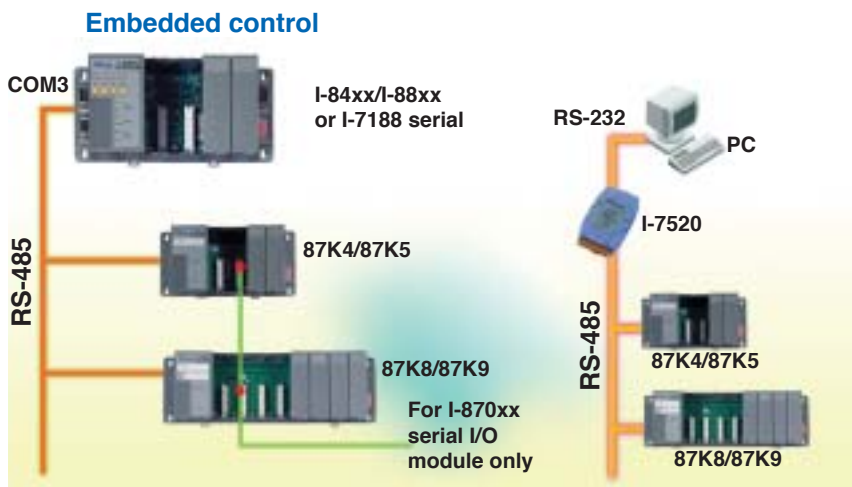 Embedded control
COM3
I-84xx/I-88xx
or I-7188 serial
RS-485
87K4/87K5
87K8/87K9
For I-870xx
serial I/O
module only
RS-232
PC
I-7520
RS-485
87K4/87K5
87K8/87K9